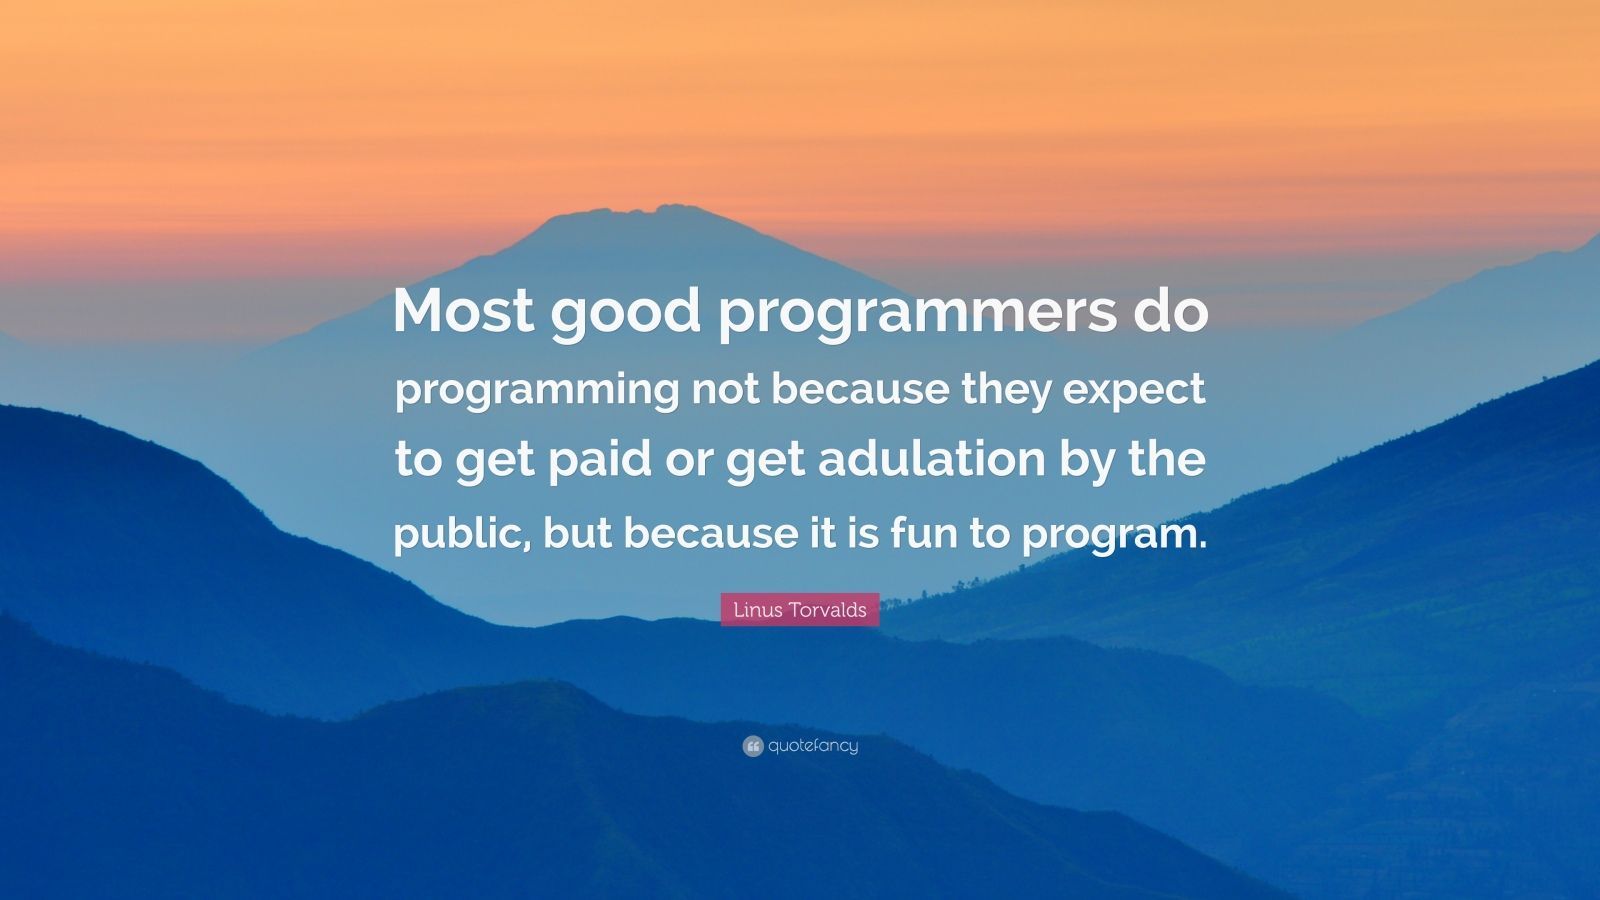 Most good programmers do
programming not because they expect
to get paid or get adulation by the
public, but because it is fun to program.
Linus Torvalds
quotefancy